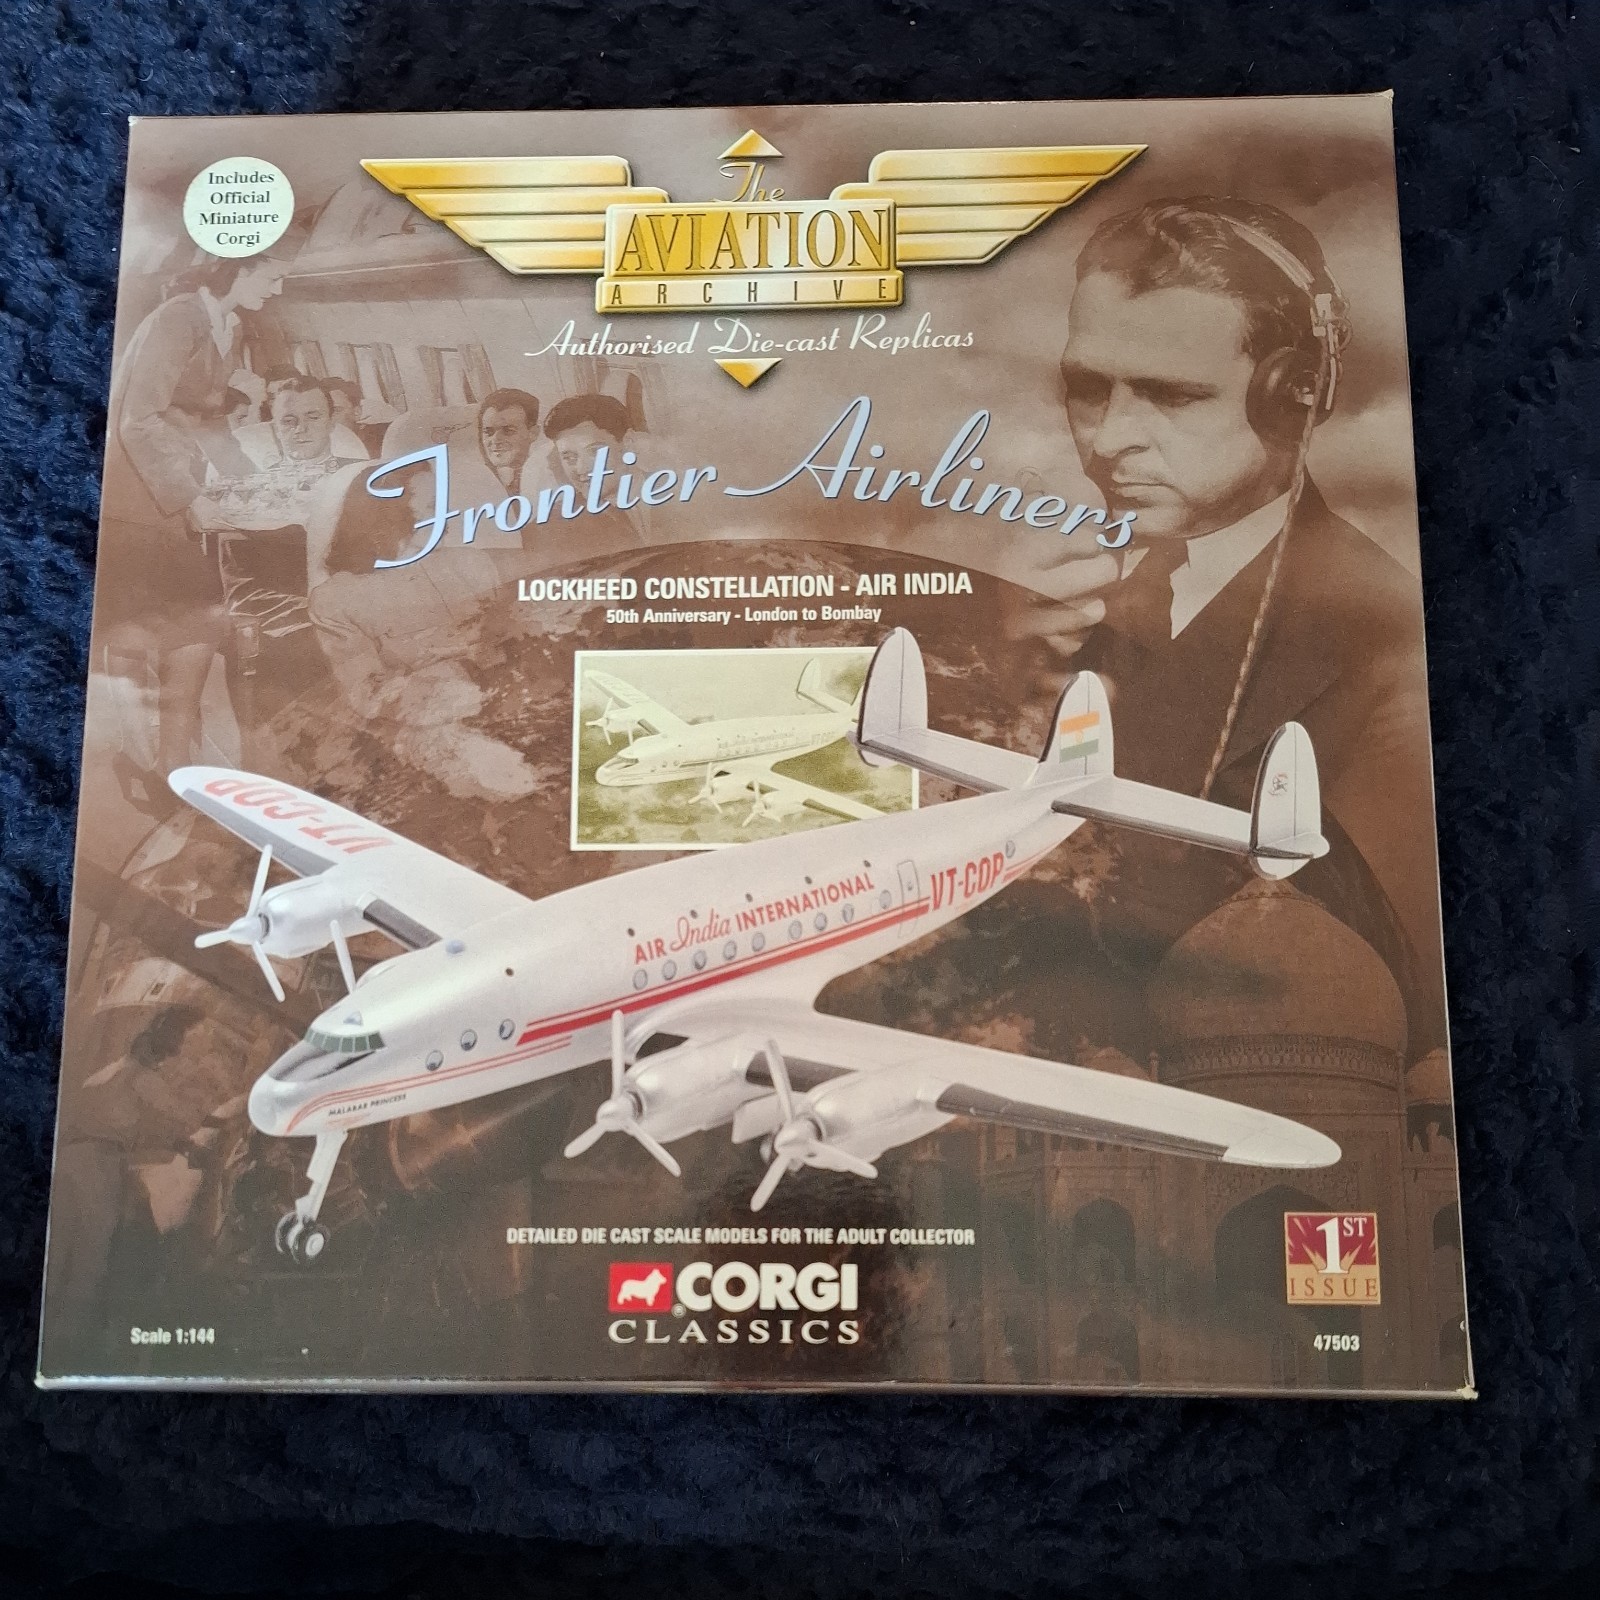 Includes
Official
Miniature
Corgi
The
AVIATION
ARCHIVE
Authorised Die-cast Replicas
Frontier Airliners
LOCKHEED CONSTELLATION - AIR INDIA
50th Anniversary - London to Bombay
VT-CQP
AIR India INTERNATIONAL
VT-CQP
MALABAR PRINCESS
DETAILED DIE CAST SCALE MODELS FOR THE ADULT COLLECTOR
CORGI
®
CLASSICS
1ST
ISSUE
Scale 1:144
47503